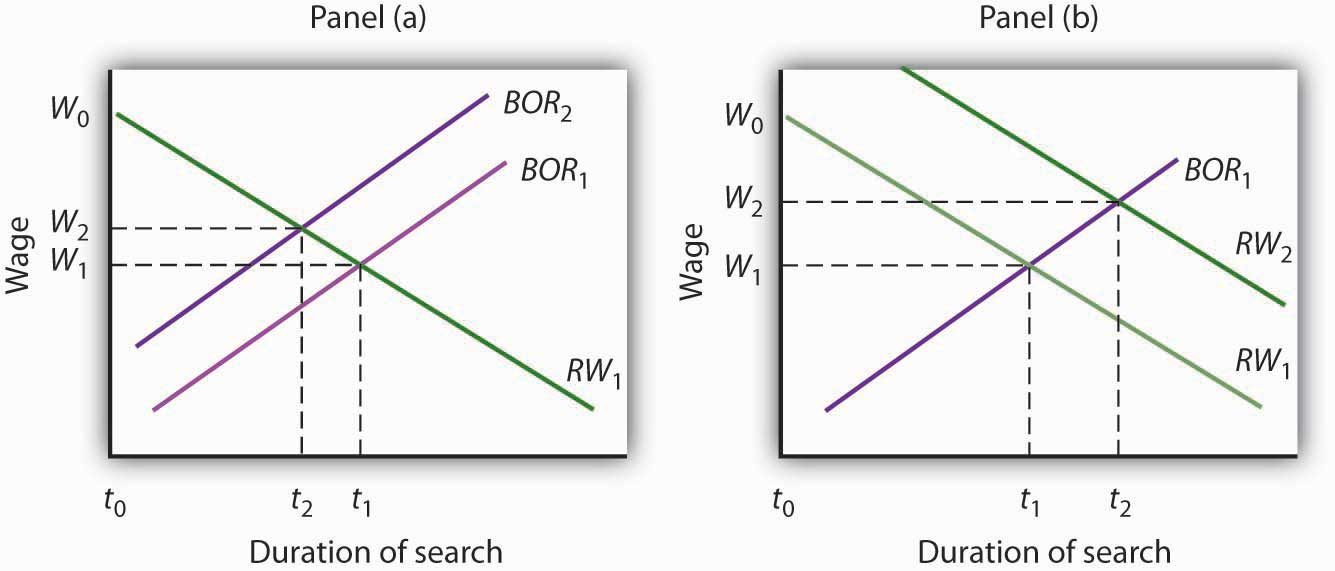 Panel (a)
W0
BOR2
BOR1
W2
W1
RW1
Wage
t0
t2
t1
Duration of search
Panel (b)
W0
BOR1
W2
RW2
W1
RW1
Wage
t0
t1
t2
Duration of search